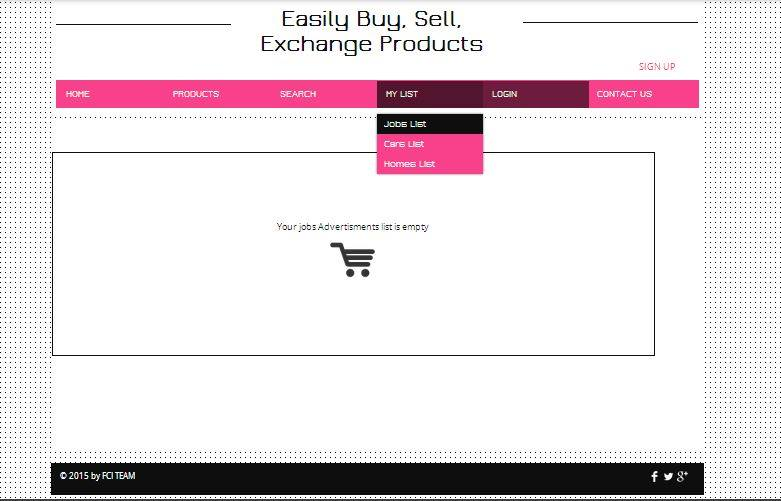 Easily Buy, Sell,
Exchange Products
SIGN UP
HOME PRODUCTS SEARCH MY LIST LOGIN CONTACT US
Jobs List
Cars List
Homes List
Your jobs Advertisments list is empty
© 2015 by FCI TEAM